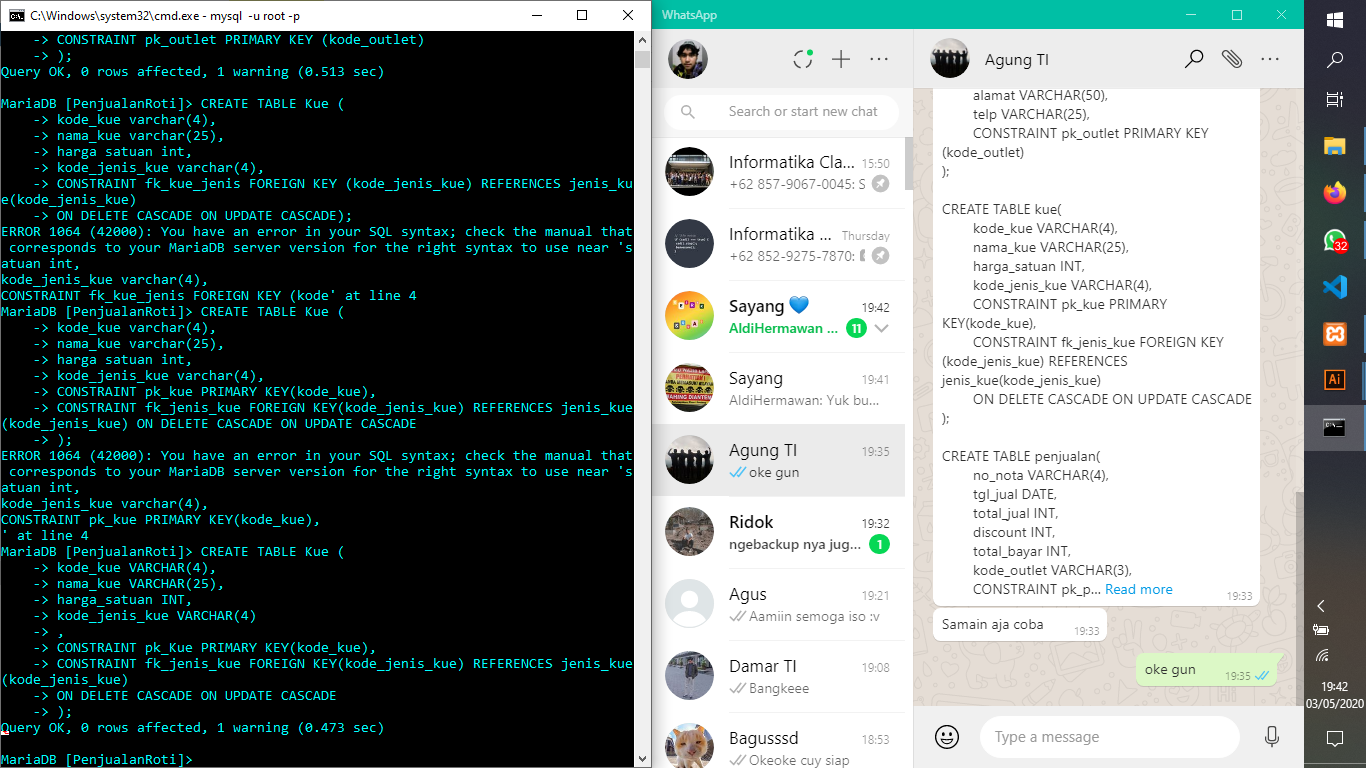 C:\Windows\system32\cmd.exe - mysql -u root -p
-> CONSTRAINT pk_outlet PRIMARY KEY (kode_outlet)
-> );
Query OK, 0 rows affected, 1 warning (0.513 sec)
MariaDB [PenjualanRoti]> CREATE TABLE Kue (
-> kode_kue varchar(4),
-> nama_kue varchar(25),
-> harga satuan int,
-> kode_jenis_kue varchar(4),
-> CONSTRAINT fk_kue_jenis FOREIGN KEY (kode_jenis_kue) REFERENCES jenis_ku
e(kode_jenis_kue)
-> ON DELETE CASCADE ON UPDATE CASCADE);
ERROR 1064 (42000): You have an error in your SQL syntax; check the manual that
corresponds to your MariaDB server version for the right syntax to use near 's
atuan int,
kode_jenis_kue varchar(4),
CONSTRAINT fk_kue_jenis FOREIGN KEY (kode' at line 4
MariaDB [PenjualanRoti]> CREATE TABLE Kue (
-> kode_kue varchar(4),
-> nama_kue varchar(25),
-> harga satuan int,
-> kode_jenis_kue varchar(4),
-> CONSTRAINT pk_kue PRIMARY KEY(kode_kue),
-> CONSTRAINT fk_jenis_kue FOREIGN KEY(kode_jenis_kue) REFERENCES jenis_kue
(kode_jenis_kue) ON DELETE CASCADE ON UPDATE CASCADE
-> );
ERROR 1064 (42000): You have an error in your SQL syntax; check the manual that
corresponds to your MariaDB server version for the right syntax to use near 's
atuan int,
kode_jenis_kue varchar(4),
CONSTRAINT pk_kue PRIMARY KEY(kode_kue),
' at line 4
MariaDB [PenjualanRoti]> CREATE TABLE Kue (
-> kode_kue VARCHAR(4),
-> nama_kue VARCHAR(25),
-> harga_satuan INT,
-> kode_jenis_kue VARCHAR(4)
-> ,
-> CONSTRAINT pk_Kue PRIMARY KEY(kode_kue),
-> CONSTRAINT fk_jenis_kue FOREIGN KEY(kode_jenis_kue) REFERENCES jenis_kue
(kode_jenis_kue)
-> ON DELETE CASCADE ON UPDATE CASCADE
-> );
Query OK, 0 rows affected, 1 warning (0.473 sec)
MariaDB [PenjualanRoti]>
WhatsApp
Search or start new chat
Informatika Cla... 15:50
+62 857-9067-0045: S
Informatika ... Thursday
+62 852-9275-7870:
Sayang 💙 19:42
AldiHermawan ... 11
Sayang 19:41
AldiHermawan: Yuk bu...
Agung TI 19:35
oke gun
Ridok 19:32
ngebackup nya jug... 1
Agus 19:21
Aamiin semoga iso :v
Damar TI 19:08
Bangkeee
Bagusssd 18:53
Okeoke cuy siap
Agung TI
alamat VARCHAR(50),
telp VARCHAR(25),
CONSTRAINT pk_outlet PRIMARY KEY
(kode_outlet)
);
CREATE TABLE kue(
kode_kue VARCHAR(4),
nama_kue VARCHAR(25),
harga_satuan INT,
kode_jenis_kue VARCHAR(4),
CONSTRAINT pk_kue PRIMARY
KEY(kode_kue),
CONSTRAINT fk_jenis_kue FOREIGN KEY
(kode_jenis_kue) REFERENCES
jenis_kue(kode_jenis_kue)
ON DELETE CASCADE ON UPDATE CASCADE
);
CREATE TABLE penjualan(
no_nota VARCHAR(4),
tgl_jual DATE,
total_jual INT,
discount INT,
total_bayar INT,
kode_outlet VARCHAR(3),
CONSTRAINT pk_p... Read more
19:33
Samain aja coba 19:33
oke gun 19:35
Type a message
32
Ai
19:42
03/05/2020